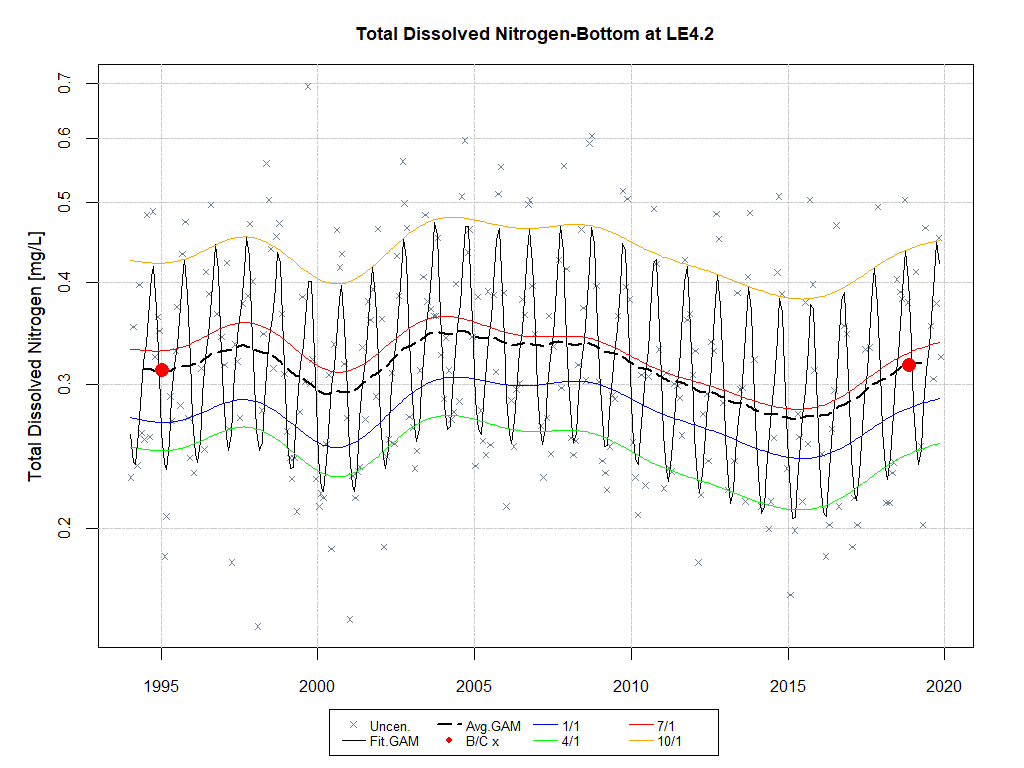 Total Dissolved Nitrogen-Bottom at LE4.2
Total Dissolved Nitrogen [mg/L]
0.7
0.6
0.5
0.4
0.3
0.2
1995 2000 2005 2010 2015 2020
Uncen. Avg.GAM 1/1 7/1
Fit.GAM B/C x 4/1 10/1